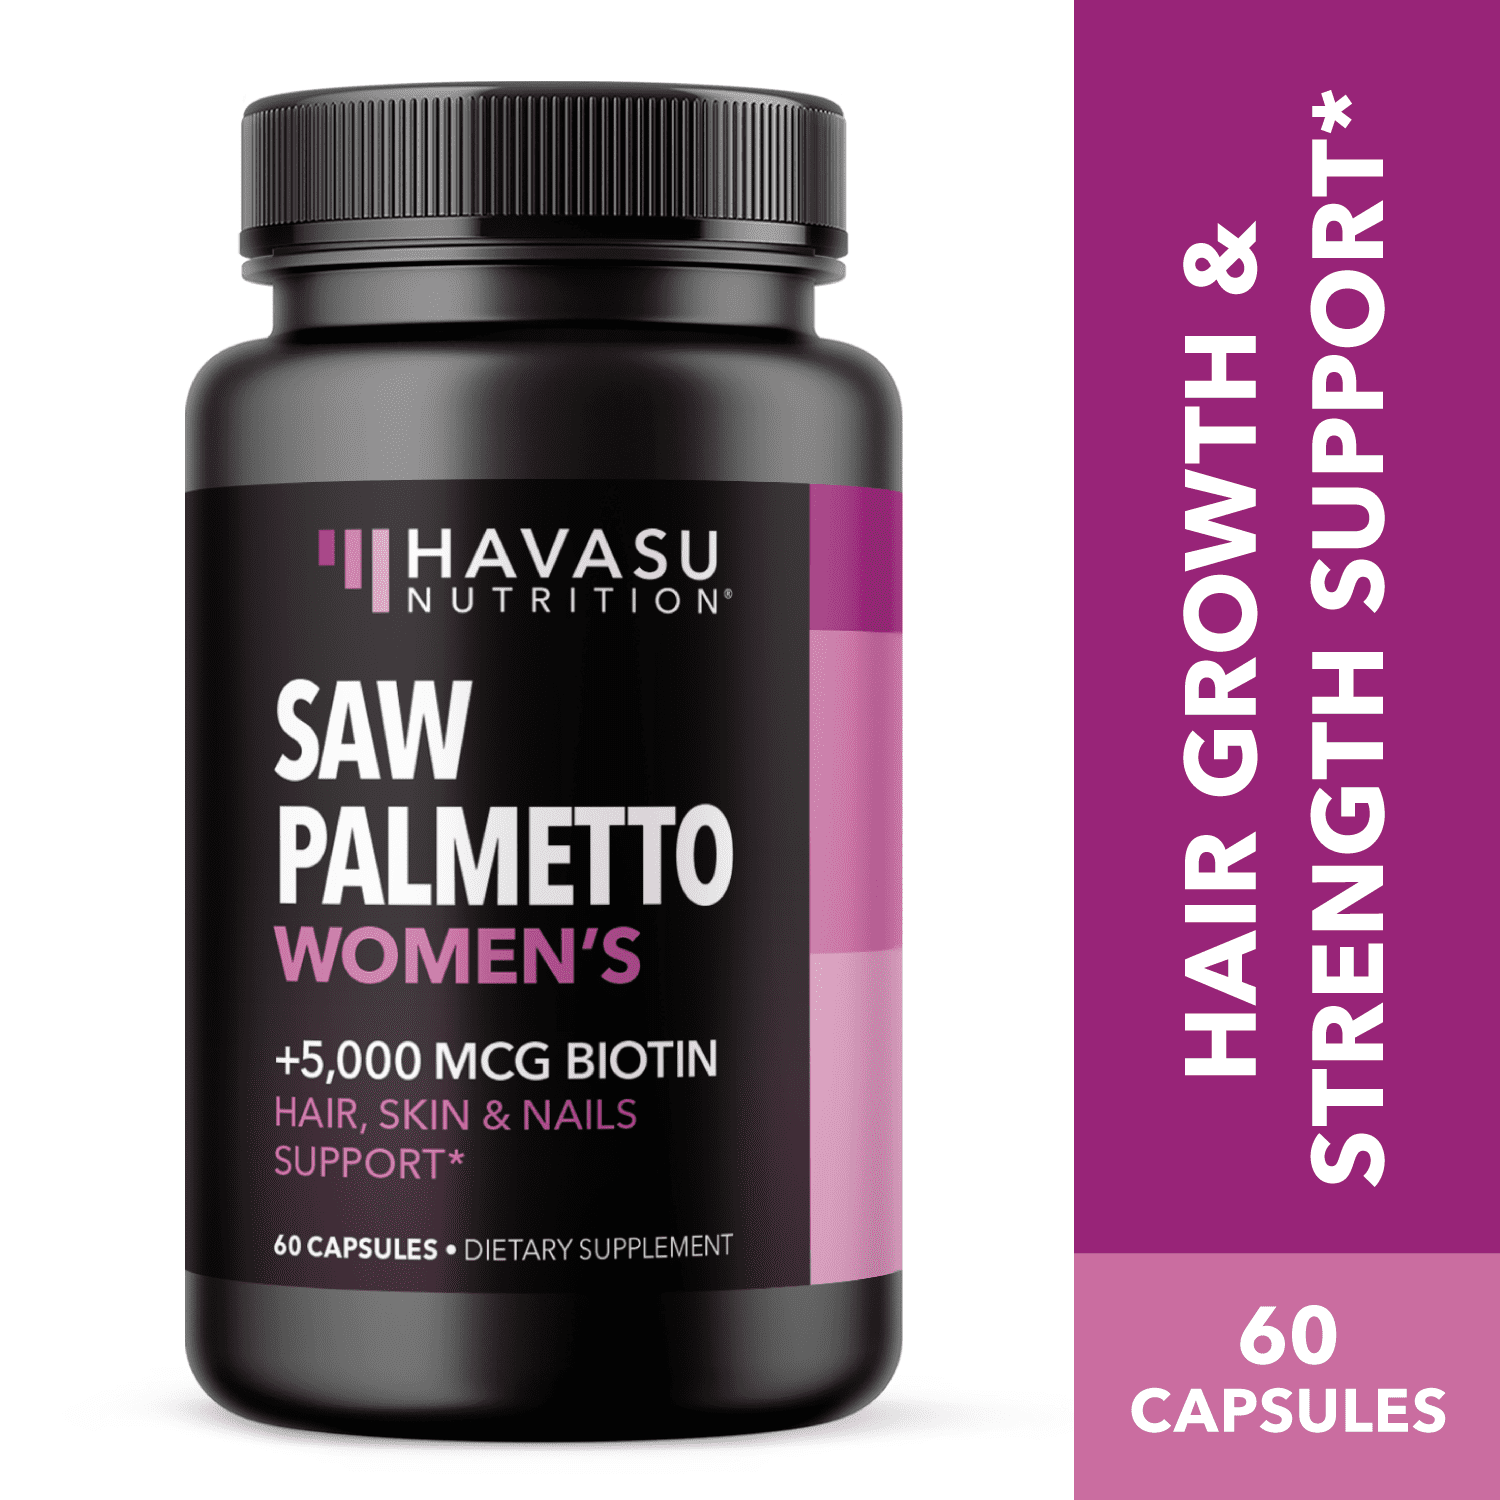 HAVASU
NUTRITION®
SAW
PALMETTO
WOMEN'S
+5,000 MCG BIOTIN
HAIR, SKIN & NAILS
SUPPORT*
60 CAPSULES • DIETARY SUPPLEMENT
HAIR GROWTH &
STRENGTH SUPPORT*
60
CAPSULES